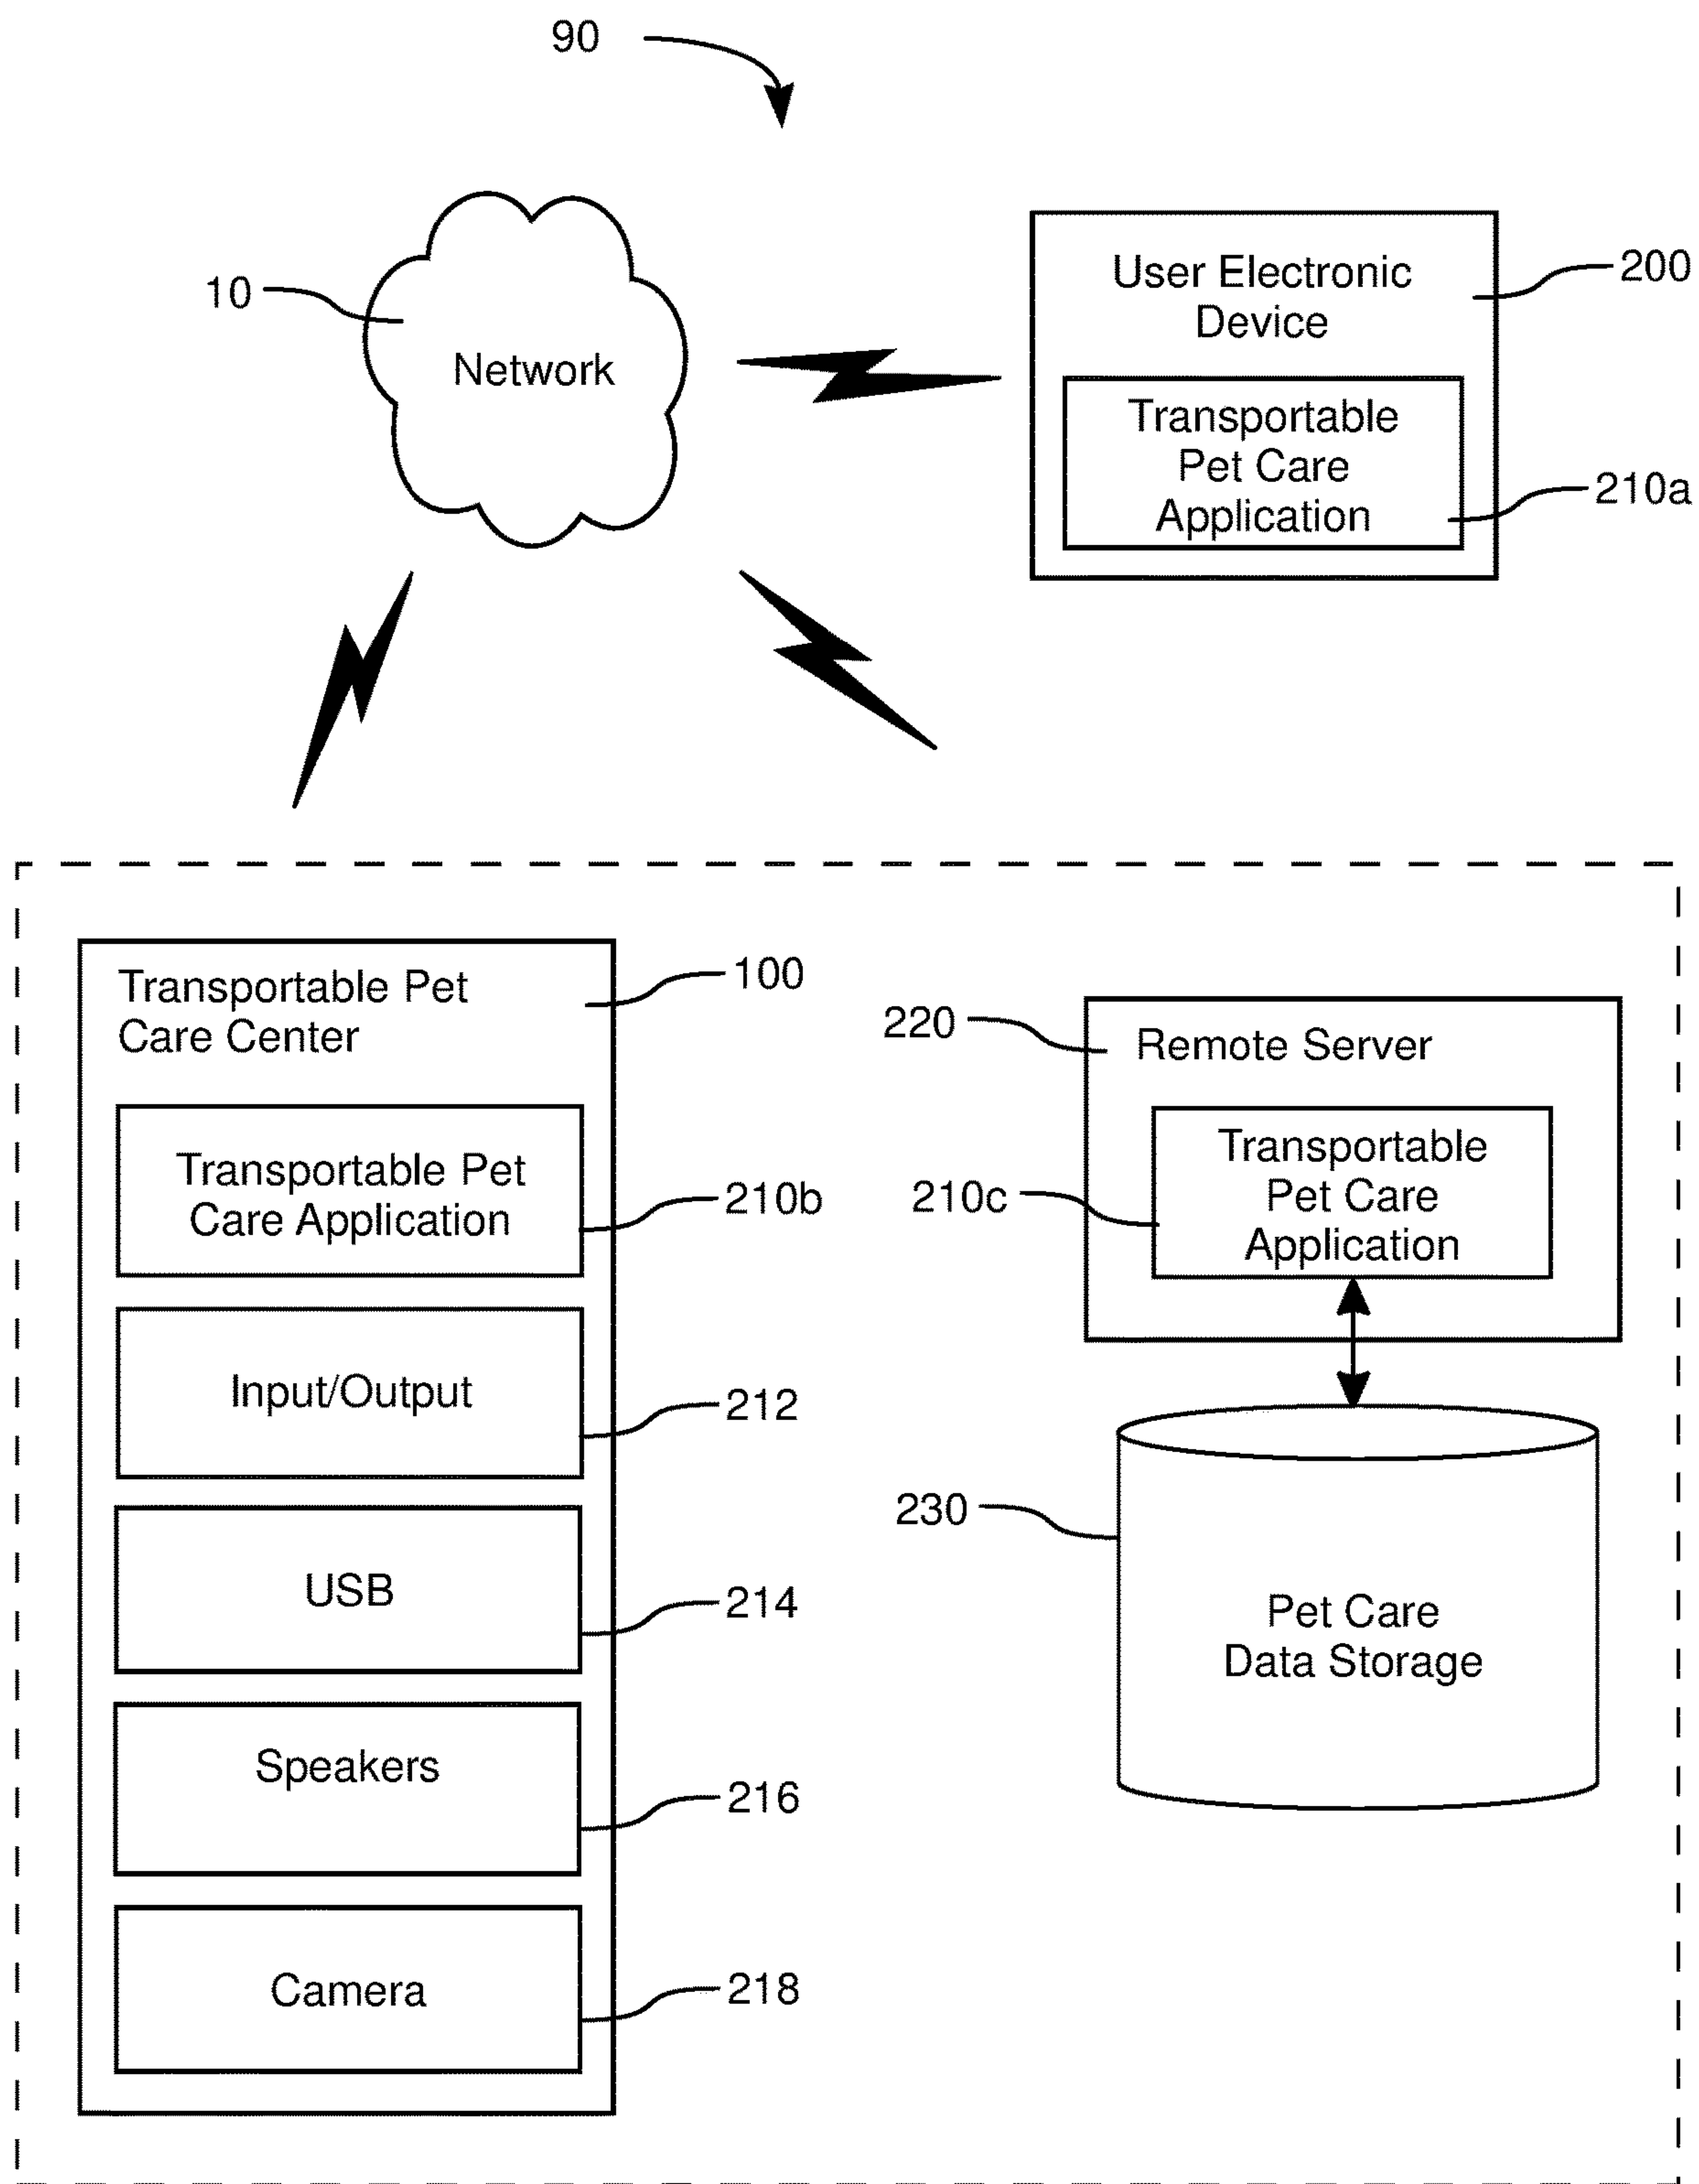 90
10
Network
User Electronic
Device
200
Transportable
Pet Care
Application
210a
Transportable Pet
Care Center
100
Transportable Pet
Care Application
210b
Input/Output
212
USB
214
Speakers
216
Camera
218
220
Remote Server
210c
Transportable
Pet Care
Application
230
Pet Care
Data Storage